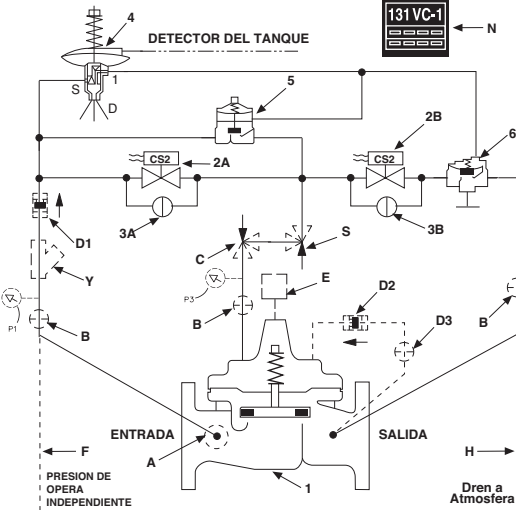 4
131 VC-1
N
DETECTOR DEL TANQUE
S
1
D
5
2B
6
CS2
2A
CS2
D1
3A
3B
C
S
Y
E
D2
P3
B
D3
B
P1
B
ENTRADA
SALIDA
A
F
H
1
PRESION DE
OPERA
INDEPENDIENTE
Dren a
Atmosfera